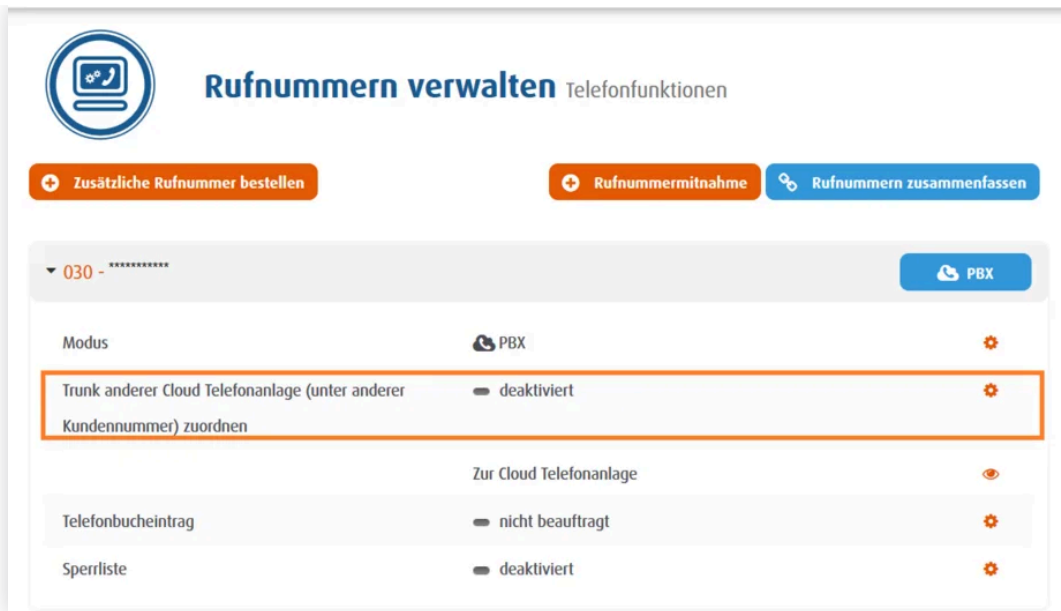 Rufnummern verwalten Telefonfunktionen
Zusätzliche Rufnummer bestellen
Rufnummermitnahme
Rufnummern zusammenfassen
030 - ***********
PBX
Modus
PBX
Trunk anderer Cloud Telefonanlage (unter anderer
Kundennummer) zuordnen
deaktiviert
Zur Cloud Telefonanlage
Telefonbucheintrag
nicht beauftragt
Sperrliste
deaktiviert